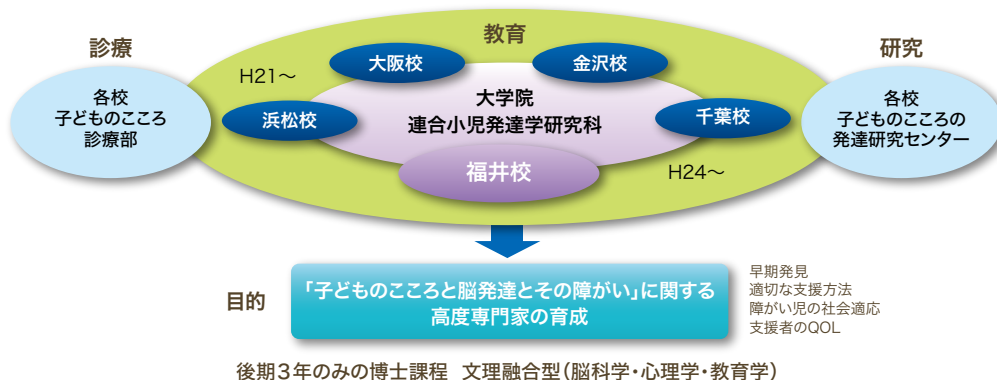 教育
診療
研究
大阪校
金沢校
H21～
各校
子どものこころ
診療部
浜松校
大学院
連合小児発達学研究科
千葉校
各校
子どものこころの
発達研究センター
福井校
H24～
目的
「子どものこころと脳発達とその障がい」に関する
高度専門家の育成
早期発見
適切な支援方法
障がい児の社会適応
支援者のQOL
後期3年のみの博士課程 文理融合型(脳科学・心理学・教育学)